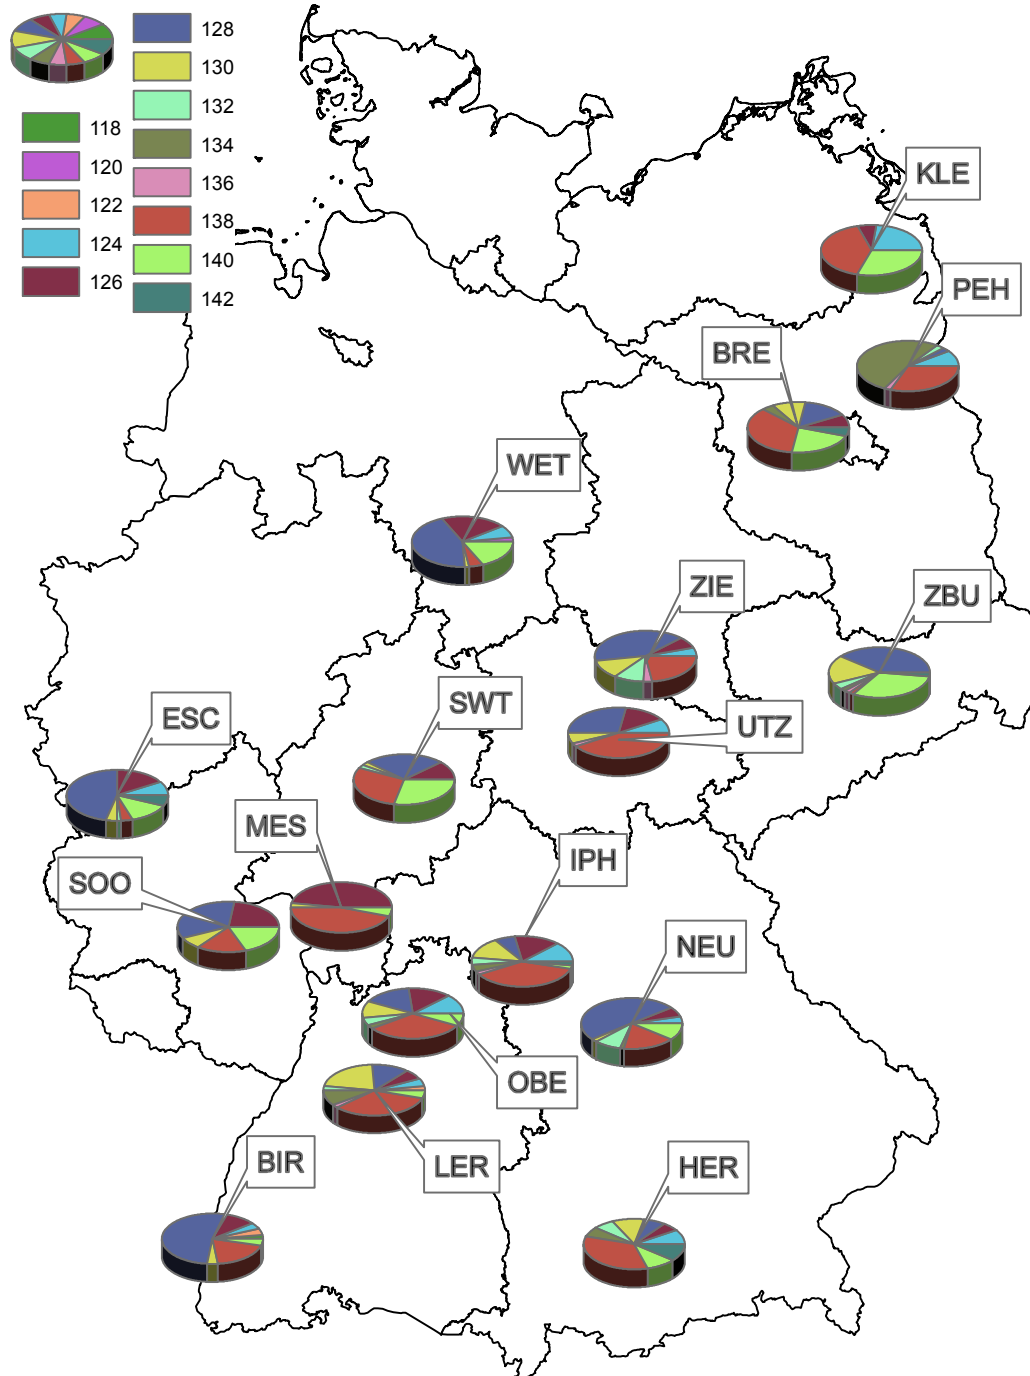 128
130
132
118
134
120
136
122
138
124
140
126
142
KLE
PEH
BRE
WET
ZIE
ZBU
ESC
SWT
UTZ
MES
IPH
SOO
NEU
OBE
LER
BIR
HER